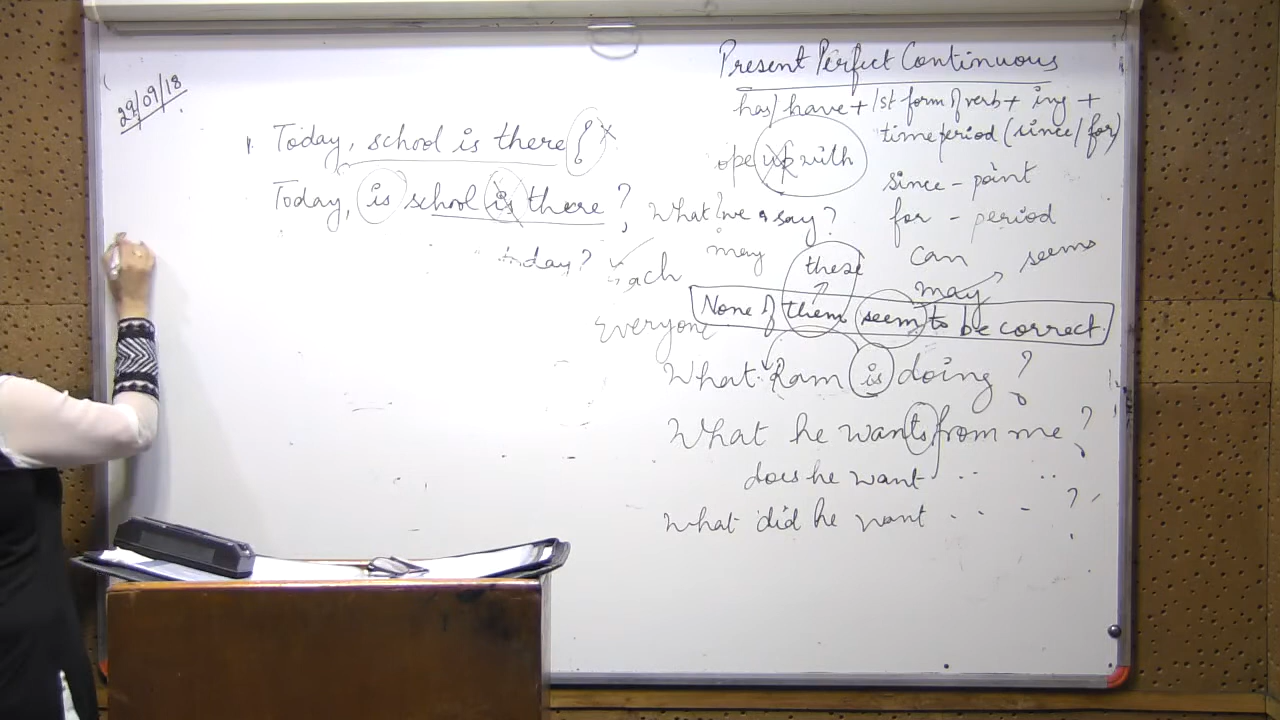 29/09/18
Present Perfect Continuous
has/have + 1st form of verb + ing +
time period (since/for)
1. Today, school is there { ×
ope up with
since - point
Today, is school is there ?
What we say?
for - period
may
today?
each
these
can
may
seems
None of them seem to be correct.
Everyone
What Ram is doing ?
What he wants from me ?
does he want . . . .
What did he want . . - ?